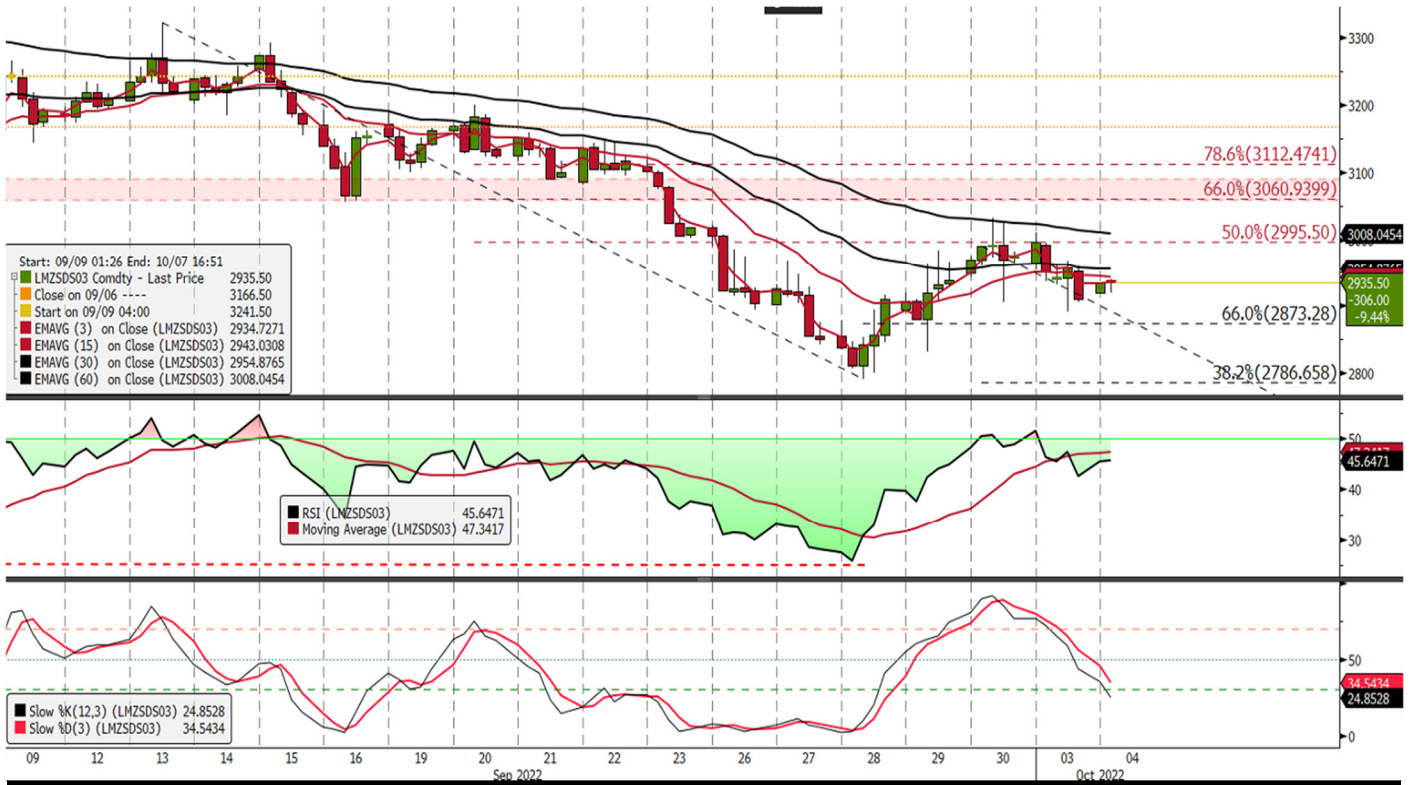 3300
3200
3100
78.6%(3112.4741)
66.0%(3060.9399)
50.0%(2995.50)
3008.0454
2935.50
-306.00
-9.44%
66.0%(2873.28)
38.2%(2786.658)
2800
Start: 09/09 01:26 End: 10/07 16:51
LMZSDS03 Comdty - Last Price 2935.50
Close on 09/06 ---- 3166.50
Start on 09/09 04:00 3241.50
EMAVG (3) on Close (LMZSDS03) 2934.7271
EMAVG (15) on Close (LMZSDS03) 2943.0308
EMAVG (30) on Close (LMZSDS03) 2954.8765
EMAVG (60) on Close (LMZSDS03) 3008.0454
50
45.6471
40
30
RSI (LMZSDS03) 45.6471
Moving Average (LMZSDS03) 47.3417
50
34.5434
24.8528
0
Slow %K(12,3) (LMZSDS03) 24.8528
Slow %D(3) (LMZSDS03) 34.5434
09 12 13 14 15 16 19 20 21 22 23 26 27 28 29 30 03 04
Sep 2022 Oct 2022